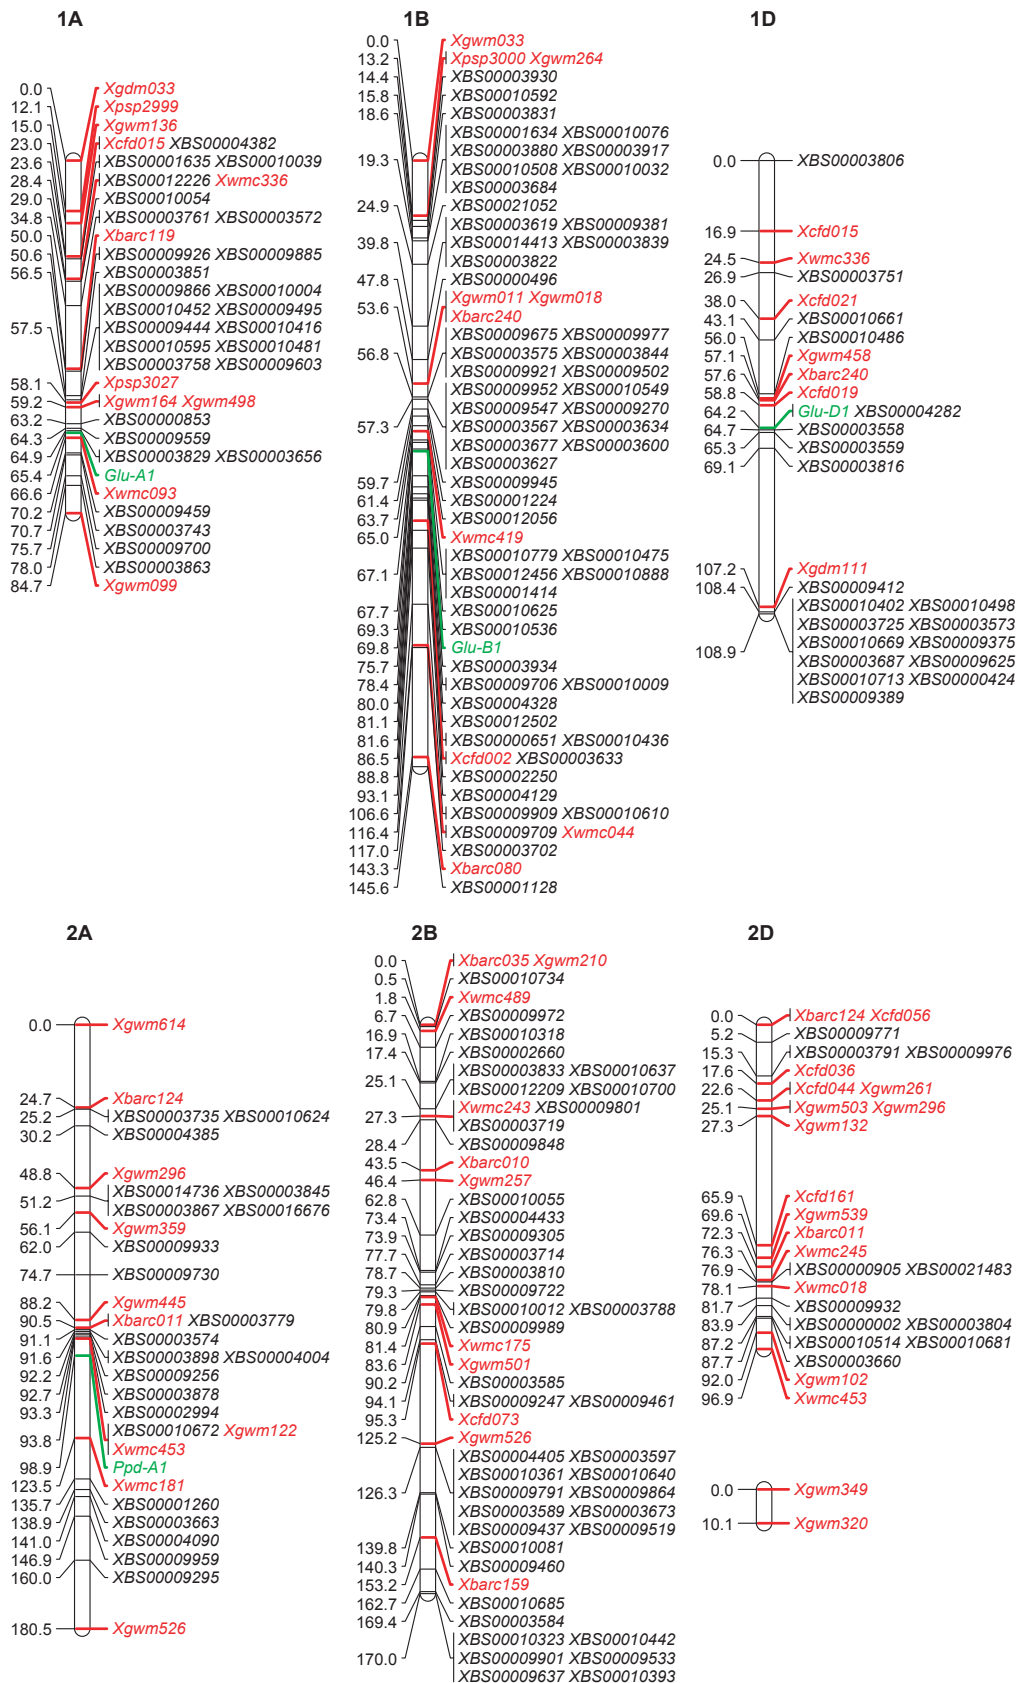 1A
0.0 Xgdm033
12.1 Xpsp2999
15.0 Xgwm136
23.0 Xcfd015 XBS00004382
23.6 XBS00001635 XBS00010039
28.4 XBS00012226 Xwmc336
29.0 XBS00010054
34.8 XBS00003761 XBS00003572
50.0 Xbarc119
50.6 XBS00009926 XBS00009885
56.5 XBS00003851
XBS00009866 XBS00010004
XBS00010452 XBS00009495
57.5 XBS00009444 XBS00010416
XBS00010595 XBS00010481
XBS00003758 XBS00009603
58.1 Xpsp3027
59.2 Xgwm164 Xgwm498
63.2 XBS00000853
64.3 XBS00009559
64.9 XBS00003829 XBS00003656
65.4 Glu-A1
66.6 Xwmc093
70.2 XBS00009459
70.7 XBS00003743
75.7 XBS00009700
78.0 XBS00003863
84.7 Xgwm099
1B
0.0 Xgwm033
13.2 Xpsp3000 Xgwm264
14.4 XBS00003930
15.8 XBS00010592
18.6 XBS00003831
XBS00001634 XBS00010076
19.3 XBS00003880 XBS00003917
XBS00010508 XBS00010032
XBS00003684
24.9 XBS00021052
XBS00003619 XBS00009381
39.8 XBS00014413 XBS00003839
XBS00003822
47.8 XBS00000496
53.6 Xgwm011 Xgwm018
Xbarc240
XBS00009675 XBS00009977
56.8 XBS00003575 XBS00003844
XBS00009921 XBS00009502
XBS00009952 XBS00010549
XBS00009547 XBS00009270
57.3 XBS00003567 XBS00003634
XBS00003677 XBS00003600
XBS00003627
59.7 XBS00009945
61.4 XBS00001224
63.7 XBS00012056
65.0 Xwmc419
XBS00010779 XBS00010475
67.1 XBS00012456 XBS00010888
XBS00001414
67.7 XBS00010625
69.3 XBS00010536
69.8 Glu-B1
75.7 XBS00003934
78.4 XBS00009706 XBS00010009
80.0 XBS00004328
81.1 XBS00012502
81.6 XBS00000651 XBS00010436
86.5 Xcfd002 XBS00003633
88.8 XBS00002250
93.1 XBS00004129
106.6 XBS00009909 XBS00010610
116.4 XBS00009709 Xwmc044
117.0 XBS00003702
143.3 Xbarc080
145.6 XBS00001128
1D
0.0 XBS00003806
16.9 Xcfd015
24.5 Xwmc336
26.9 XBS00003751
38.0 Xcfd021
43.1 XBS00010661
56.0 XBS00010486
57.1 Xgwm458
57.6 Xbarc240
58.8 Xcfd019
64.2 Glu-D1 XBS00004282
64.7 XBS00003558
65.3 XBS00003559
69.1 XBS00003816
107.2 Xgdm111
108.4 XBS00009412
XBS00010402 XBS00010498
XBS00003725 XBS00003573
108.9 XBS00010669 XBS00009375
XBS00003687 XBS00009625
XBS00010713 XBS00000424
XBS00009389
2A
0.0 Xgwm614
24.7 Xbarc124
25.2 XBS00003735 XBS00010624
30.2 XBS00004385
48.8 Xgwm296
51.2 XBS00014736 XBS00003845
XBS00003867 XBS00016676
56.1 Xgwm359
62.0 XBS00009933
74.7 XBS00009730
88.2 Xgwm445
90.5 Xbarc011 XBS00003779
91.1 XBS00003574
91.6 XBS00003898 XBS00004004
92.2 XBS00009256
92.7 XBS00003878
93.3 XBS00002994
93.8 XBS00010672 Xgwm122
Xwmc453
98.9 Ppd-A1
123.5 Xwmc181
135.7 XBS00001260
138.9 XBS00003663
141.0 XBS00004090
146.9 XBS00009959
160.0 XBS00009295
180.5 Xgwm526
2B
0.0 Xbarc035 Xgwm210
0.5 XBS00010734
1.8 Xwmc489
6.7 XBS00009972
16.9 XBS00010318
17.4 XBS00002660
25.1 XBS00003833 XBS00010637
XBS00012209 XBS00010700
27.3 Xwmc243 XBS00009801
XBS00003719
28.4 XBS00009848
43.5 Xbarc010
46.4 Xgwm257
62.8 XBS00010055
73.4 XBS00004433
73.9 XBS00009305
77.7 XBS00003714
78.7 XBS00003810
79.3 XBS00009722
79.8 XBS00010012 XBS00003788
80.9 XBS00009989
81.4 Xwmc175
83.6 Xgwm501
90.2 XBS00003585
94.1 XBS00009247 XBS00009461
95.3 Xcfd073
125.2 Xgwm526
XBS00004405 XBS00003597
XBS00010361 XBS00010640
126.3 XBS00009791 XBS00009864
XBS00003589 XBS00003673
XBS00009437 XBS00009519
139.8 XBS00010081
140.3 XBS00009460
153.2 Xbarc159
162.7 XBS00010685
169.4 XBS00003584
XBS00010323 XBS00010442
170.0 XBS00009901 XBS00009533
XBS00009637 XBS00010393
2D
0.0 Xbarc124 Xcfd056
5.2 XBS00009771
15.3 XBS00003791 XBS00009976
17.6 Xcfd036
22.6 Xcfd044 Xgwm261
25.1 Xgwm503 Xgwm296
27.3 Xgwm132
65.9 Xcfd161
69.6 Xgwm539
72.3 Xbarc011
76.3 Xwmc245
76.9 XBS00000905 XBS00021483
78.1 Xwmc018
81.7 XBS00009932
83.9 XBS00000002 XBS00003804
87.2 XBS00010514 XBS00010681
87.7 XBS00003660
92.0 Xgwm102
96.9 Xwmc453
0.0 Xgwm349
10.1 Xgwm320